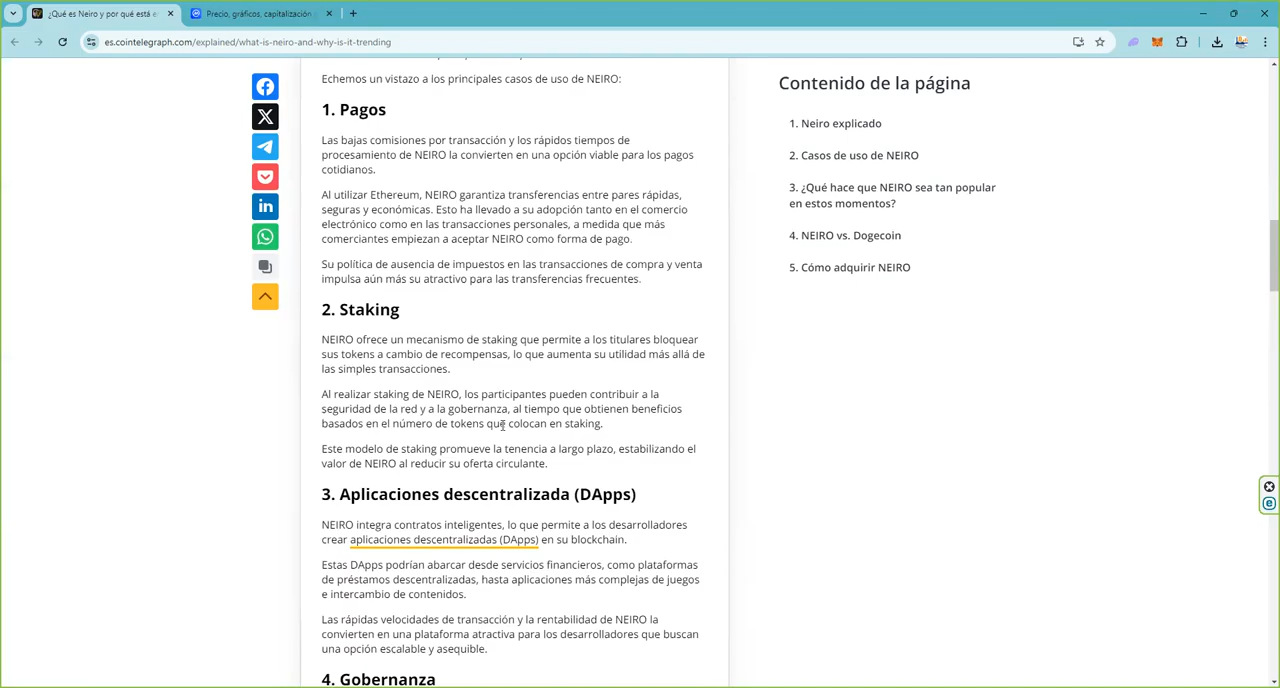 ¿Qué es Neiro y por qué está e
Precio, gráficos, capitalización
es.cointelegraph.com/explained/what-is-neiro-and-why-is-it-trending
Echemos un vistazo a los principales casos de uso de NEIRO:
1. Pagos
Las bajas comisiones por transacción y los rápidos tiempos de
procesamiento de NEIRO la convierten en una opción viable para los pagos
cotidianos.
Al utilizar Ethereum, NEIRO garantiza transferencias entre pares rápidas,
seguras y económicas. Esto ha llevado a su adopción tanto en el comercio
electrónico como en las transacciones personales, a medida que más
comerciantes empiezan a aceptar NEIRO como forma de pago.
Su política de ausencia de impuestos en las transacciones de compra y venta
impulsa aún más su atractivo para las transferencias frecuentes.
2. Staking
NEIRO ofrece un mecanismo de staking que permite a los titulares bloquear
sus tokens a cambio de recompensas, lo que aumenta su utilidad más allá de
las simples transacciones.
Al realizar staking de NEIRO, los participantes pueden contribuir a la
seguridad de la red y a la gobernanza, al tiempo que obtienen beneficios
basados en el número de tokens que colocan en staking.
Este modelo de staking promueve la tenencia a largo plazo, estabilizando el
valor de NEIRO al reducir su oferta circulante.
3. Aplicaciones descentralizada (DApps)
NEIRO integra contratos inteligentes, lo que permite a los desarrolladores
crear aplicaciones descentralizadas (DApps) en su blockchain.
Estas DApps podrían abarcar desde servicios financieros, como plataformas
de préstamos descentralizadas, hasta aplicaciones más complejas de juegos
e intercambio de contenidos.
Las rápidas velocidades de transacción y la rentabilidad de NEIRO la
convierten en una plataforma atractiva para los desarrolladores que buscan
una opción escalable y asequible.
4. Gobernanza
Contenido de la página
1. Neiro explicado
2. Casos de uso de NEIRO
3. ¿Qué hace que NEIRO sea tan popular
en estos momentos?
4. NEIRO vs. Dogecoin
5. Cómo adquirir NEIRO